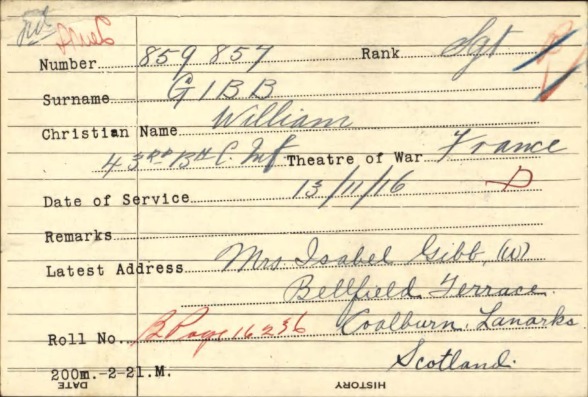 Number 859857 Rank Sgt
Surname GIBB
Christian Name William
43rd Bn C. Inf Theatre of War France
Date of Service 13/11/16 D
Remarks
Latest Address Mrs. Isabel Gibb, (W)
Bellfield Terrace.
Roll No. B Page 16236 Coalburn, Lanarks
Scotland.
200m.-2-21.M.
DATE HISTORY